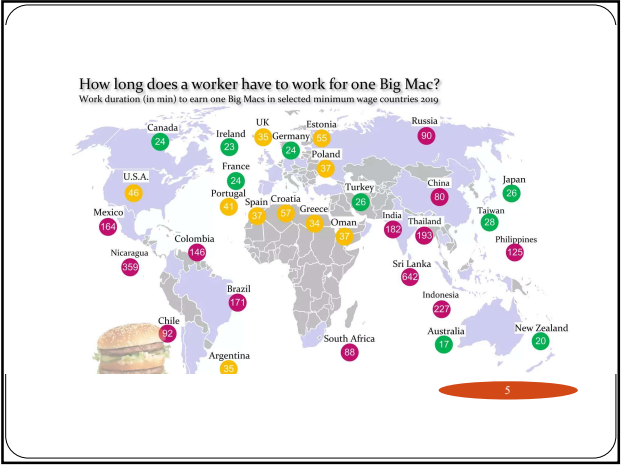 How long does a worker have to work for one Big Mac?
Work duration (in min) to earn one Big Macs in selected minimum wage countries 2019
Canada
24
Ireland
23
UK
35
Germany
24
Estonia
55
Russia
90
Poland
37
France
24
U.S.A.
46
Portugal
41
Spain
37
Croatia
57
Greece
34
Turkey
26
Oman
37
China
80
Japan
26
Mexico
164
India
182
Thailand
193
Taiwan
28
Philippines
125
Nicaragua
359
Colombia
146
Sri Lanka
642
Brazil
171
Indonesia
227
Chile
92
South Africa
88
Australia
17
New Zealand
20
Argentina
35
5